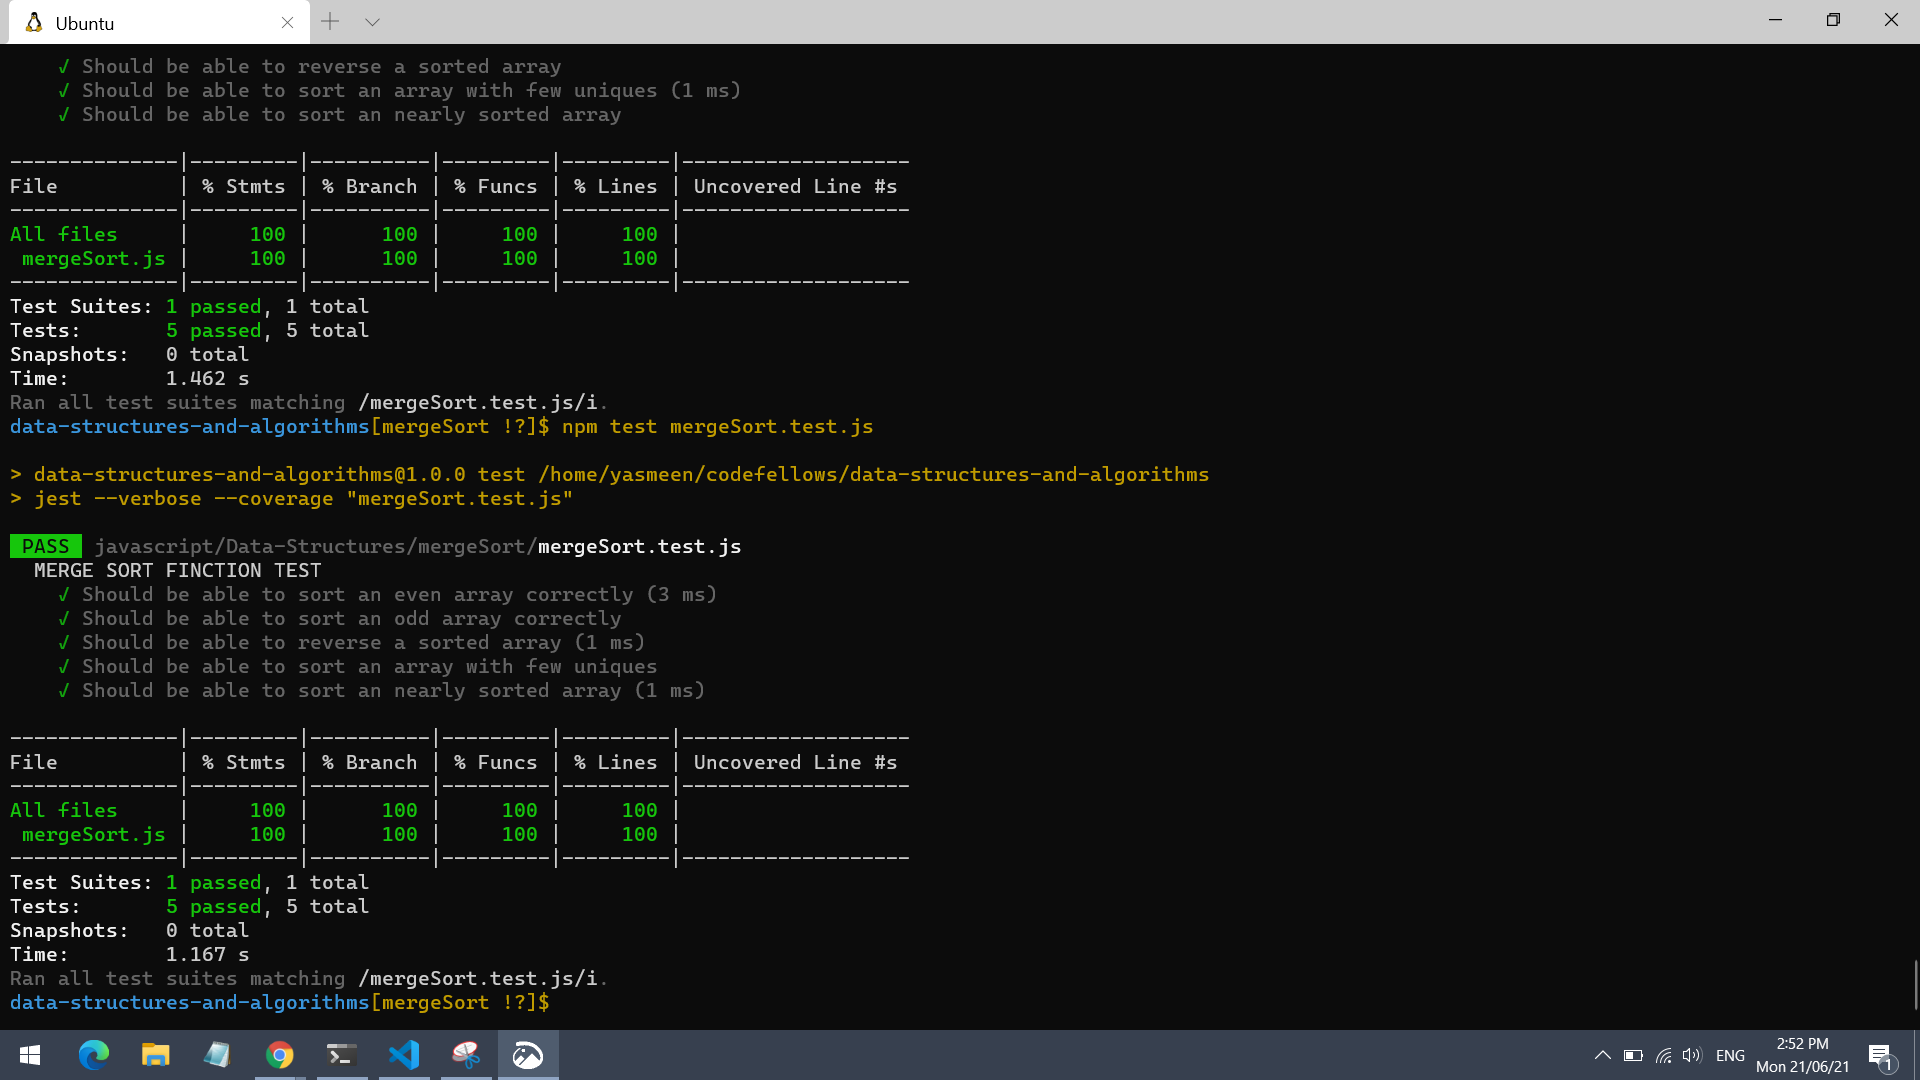 Ubuntu
✓ Should be able to reverse a sorted array
✓ Should be able to sort an array with few uniques (1 ms)
✓ Should be able to sort an nearly sorted array
--------------|---------|----------|---------|---------|-------------------
File          | % Stmts | % Branch | % Funcs | % Lines | Uncovered Line #s
--------------|---------|----------|---------|---------|-------------------
All files     |     100 |      100 |     100 |     100 |
 mergeSort.js |     100 |      100 |     100 |     100 |
--------------|---------|----------|---------|---------|-------------------
Test Suites: 1 passed, 1 total
Tests:       5 passed, 5 total
Snapshots:   0 total
Time:        1.462 s
Ran all test suites matching /mergeSort.test.js/i.
data-structures-and-algorithms[mergeSort !?]$ npm test mergeSort.test.js
> data-structures-and-algorithms@1.0.0 test /home/yasmeen/codefellows/data-structures-and-algorithms
> jest --verbose --coverage "mergeSort.test.js"
PASS javascript/Data-Structures/mergeSort/mergeSort.test.js
MERGE SORT FINCTION TEST
✓ Should be able to sort an even array correctly (3 ms)
✓ Should be able to sort an odd array correctly
✓ Should be able to reverse a sorted array (1 ms)
✓ Should be able to sort an array with few uniques
✓ Should be able to sort an nearly sorted array (1 ms)
--------------|---------|----------|---------|---------|-------------------
File          | % Stmts | % Branch | % Funcs | % Lines | Uncovered Line #s
--------------|---------|----------|---------|---------|-------------------
All files     |     100 |      100 |     100 |     100 |
 mergeSort.js |     100 |      100 |     100 |     100 |
--------------|---------|----------|---------|---------|-------------------
Test Suites: 1 passed, 1 total
Tests:       5 passed, 5 total
Snapshots:   0 total
Time:        1.167 s
Ran all test suites matching /mergeSort.test.js/i.
data-structures-and-algorithms[mergeSort !?]$
ENG
2:52 PM
Mon 21/06/21
1